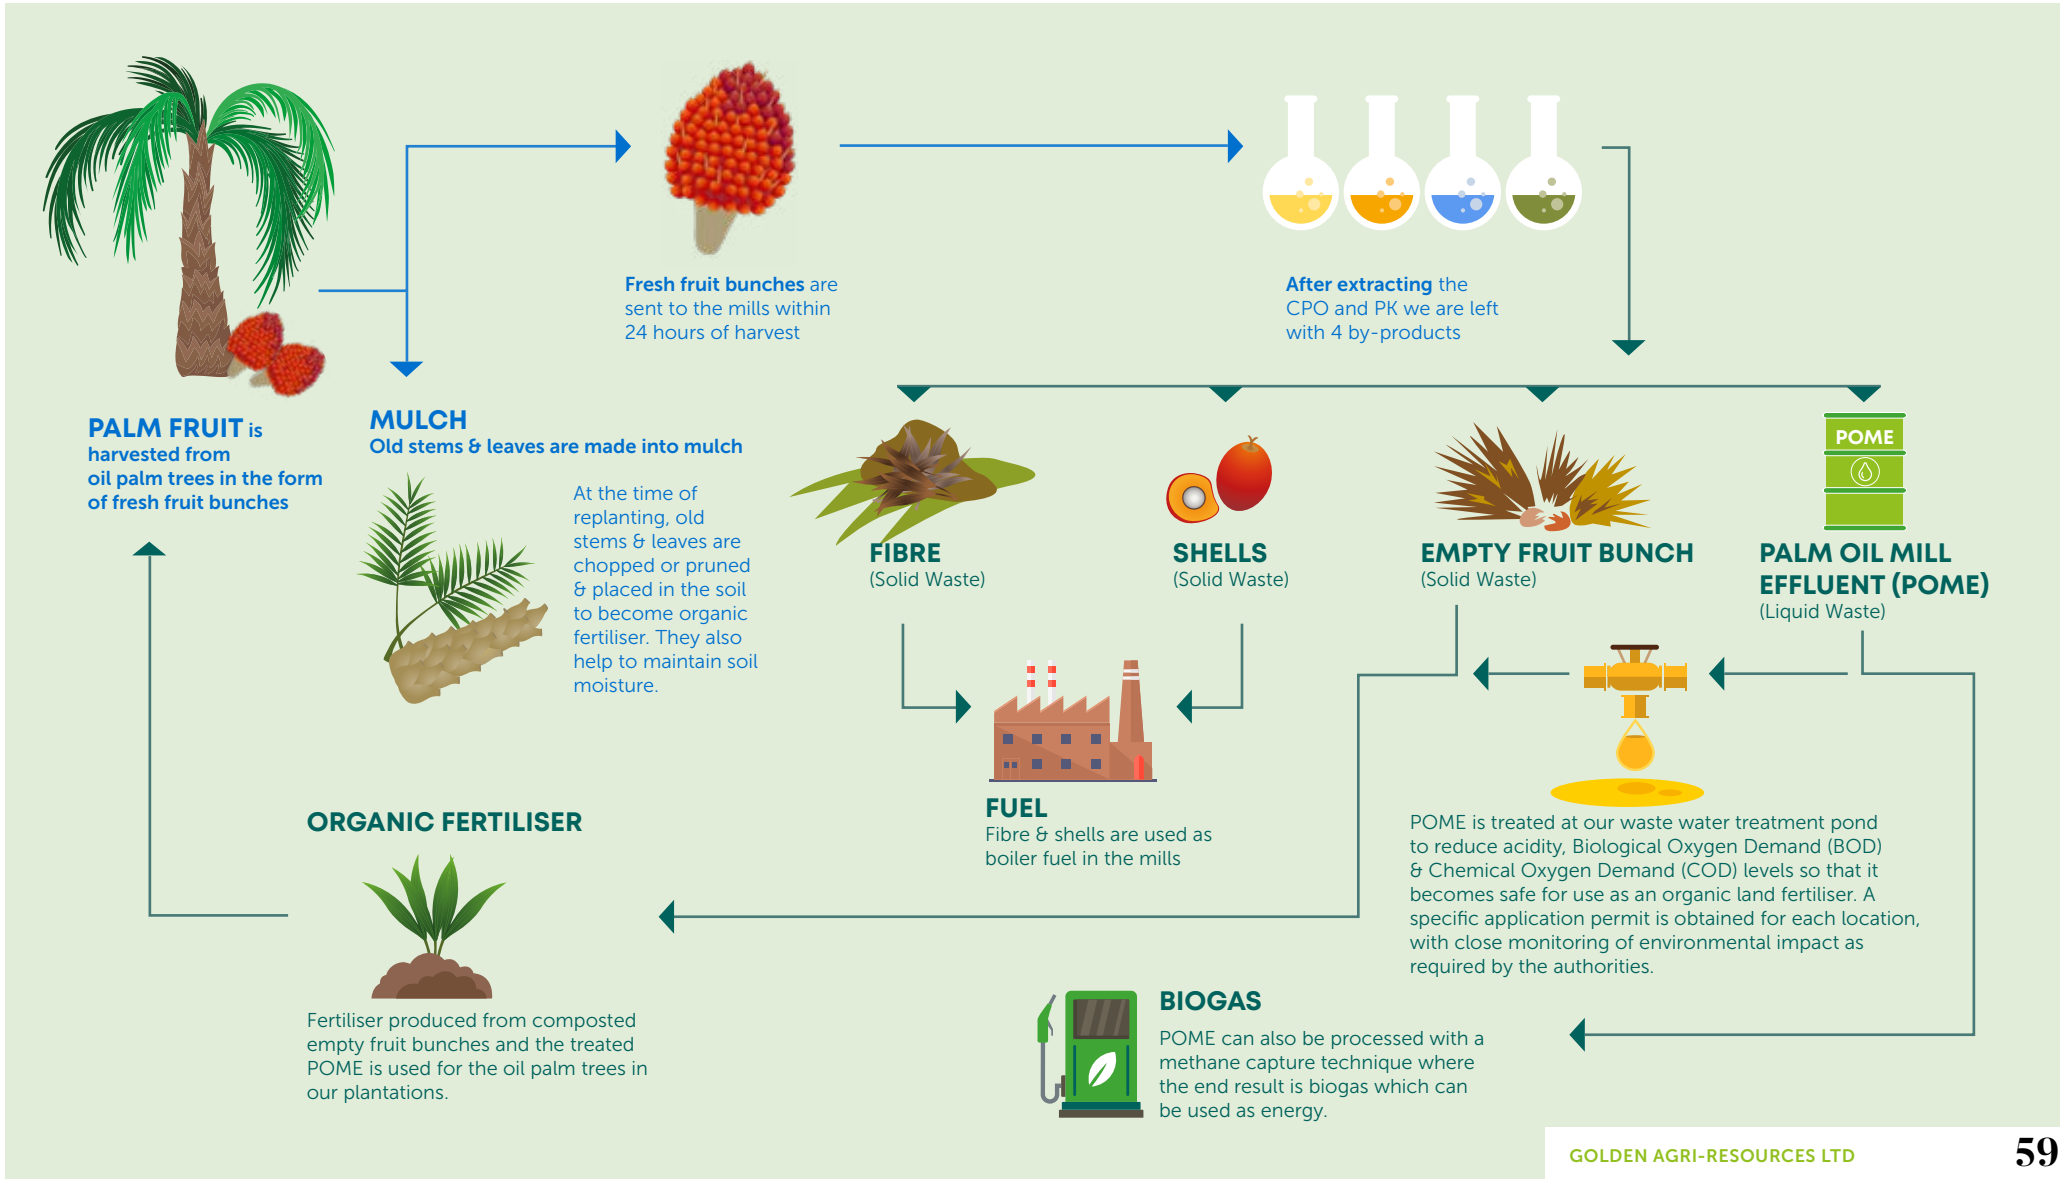 Fresh fruit bunches are
sent to the mills within
24 hours of harvest
After extracting the
CPO and PK we are left
with 4 by-products
PALM FRUIT is
harvested from
oil palm trees in the form
of fresh fruit bunches
MULCH
Old stems & leaves are made into mulch
At the time of
replanting, old
stems & leaves are
chopped or pruned
& placed in the soil
to become organic
fertiliser. They also
help to maintain soil
moisture.
FIBRE
(Solid Waste)
SHELLS
(Solid Waste)
EMPTY FRUIT BUNCH
(Solid Waste)
POME
PALM OIL MILL
EFFLUENT (POME)
(Liquid Waste)
FUEL
Fibre & shells are used as
boiler fuel in the mills
POME is treated at our waste water treatment pond
to reduce acidity, Biological Oxygen Demand (BOD)
& Chemical Oxygen Demand (COD) levels so that it
becomes safe for use as an organic land fertiliser. A
specific application permit is obtained for each location,
with close monitoring of environmental impact as
required by the authorities.
ORGANIC FERTILISER
Fertiliser produced from composted
empty fruit bunches and the treated
POME is used for the oil palm trees in
our plantations.
BIOGAS
POME can also be processed with a
methane capture technique where
the end result is biogas which can
be used as energy.
GOLDEN AGRI-RESOURCES LTD
59